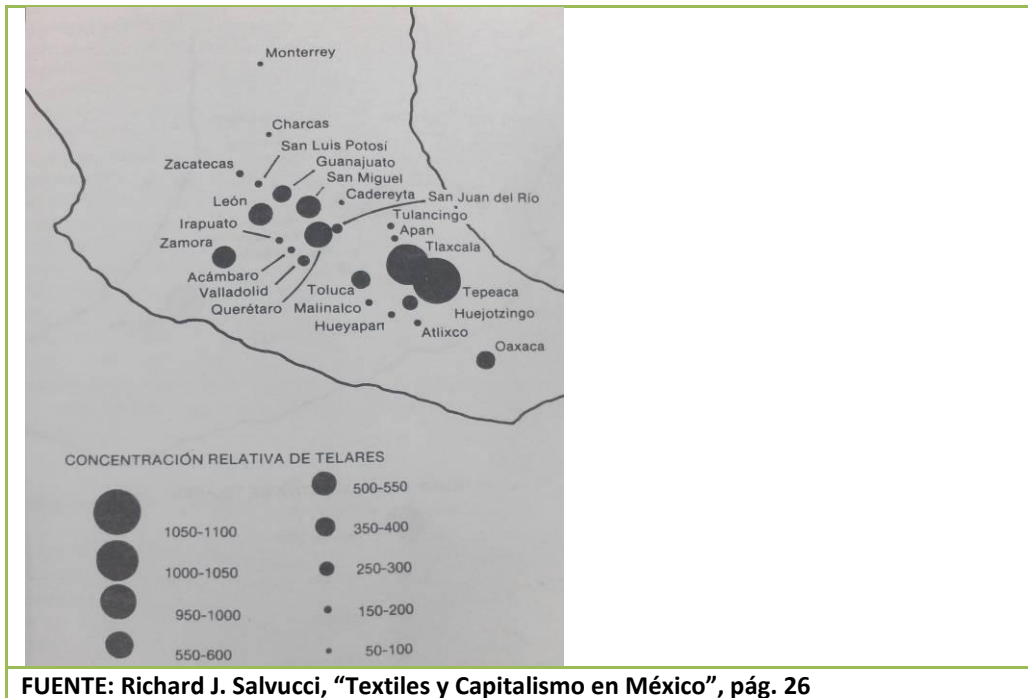 Monterrey
Charcas
San Luis Potosí
Zacatecas
Guanajuato
San Miguel
León
Cadereyta
San Juan del Río
Irapuato
Tulancingo
Apan
Zamora
Tlaxcala
Acámbaro
Valladolid
Toluca
Tepeaca
Querétaro
Malinalco
Huejotzingo
Hueyapan
Atlixco
Oaxaca
CONCENTRACIÓN RELATIVA DE TELARES
1050-1100
1000-1050
950-1000
550-600
500-550
350-400
250-300
150-200
50-100
FUENTE: Richard J. Salvucci, “Textiles y Capitalismo en México”, pág. 26